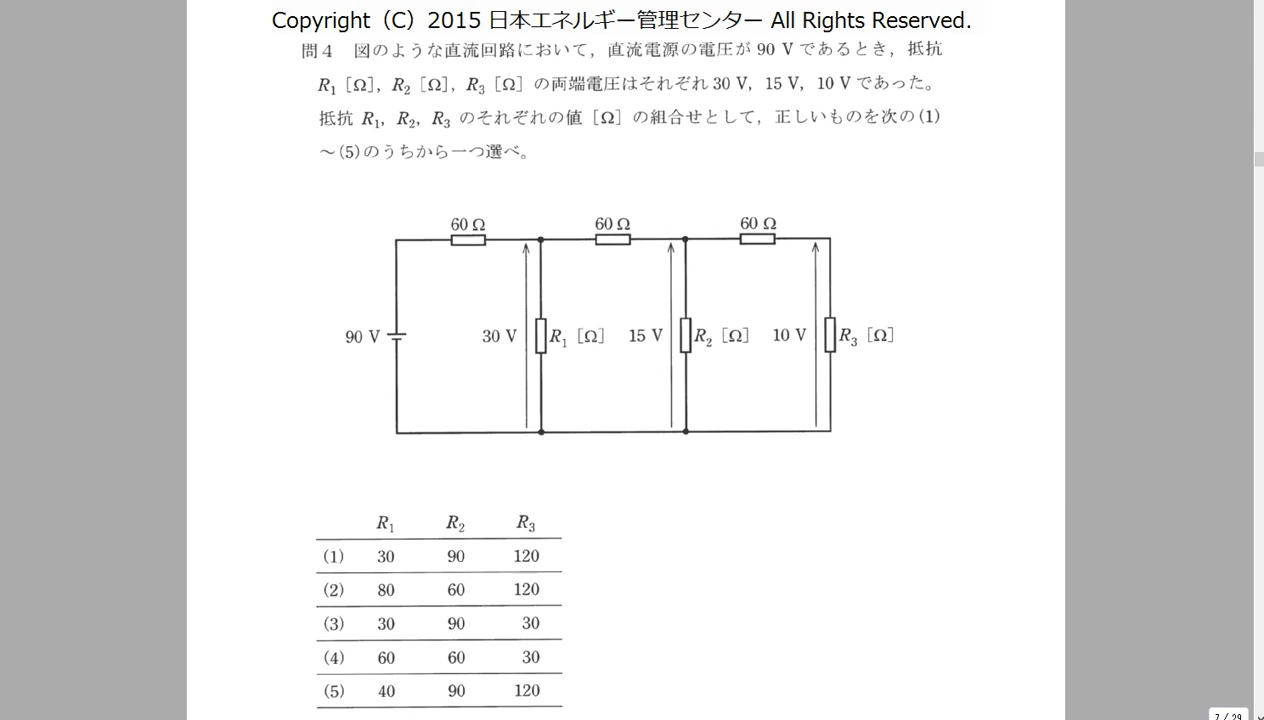 Copyright（C）2015 日本エネルギー管理センター All Rights Reserved.
問４　図のような直流回路において，直流電源の電圧が 90 V であるとき，抵抗
R₁［Ω］，R₂［Ω］，R₃［Ω］の両端電圧はそれぞれ 30 V，15 V，10 V であった。
抵抗 R₁，R₂，R₃ のそれぞれの値［Ω］の組合せとして，正しいものを次の(1)
～(5)のうちから一つ選べ。
60 Ω 60 Ω 60 Ω
90 V 30 V R₁［Ω］ 15 V R₂［Ω］ 10 V R₃［Ω］
R₁ R₂ R₃
(1) 30 90 120
(2) 80 60 120
(3) 30 90 30
(4) 60 60 30
(5) 40 90 120
7 / 29